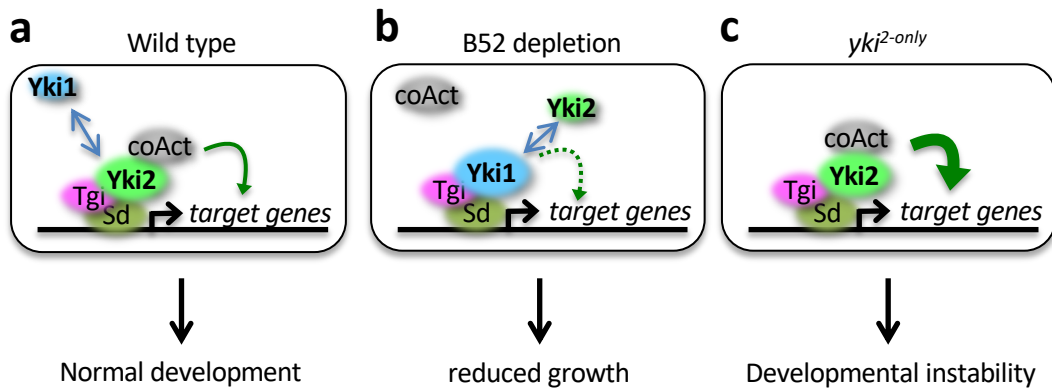 a Wild type
Yki1
coAct
Yki2
Tgi
Sd
target genes
Normal development
b B52 depletion
coAct
Yki2
Yki1
Tgi
Sd
target genes
reduced growth
c yki2-only
coAct
Yki2
Tgi
Sd
target genes
Developmental instability